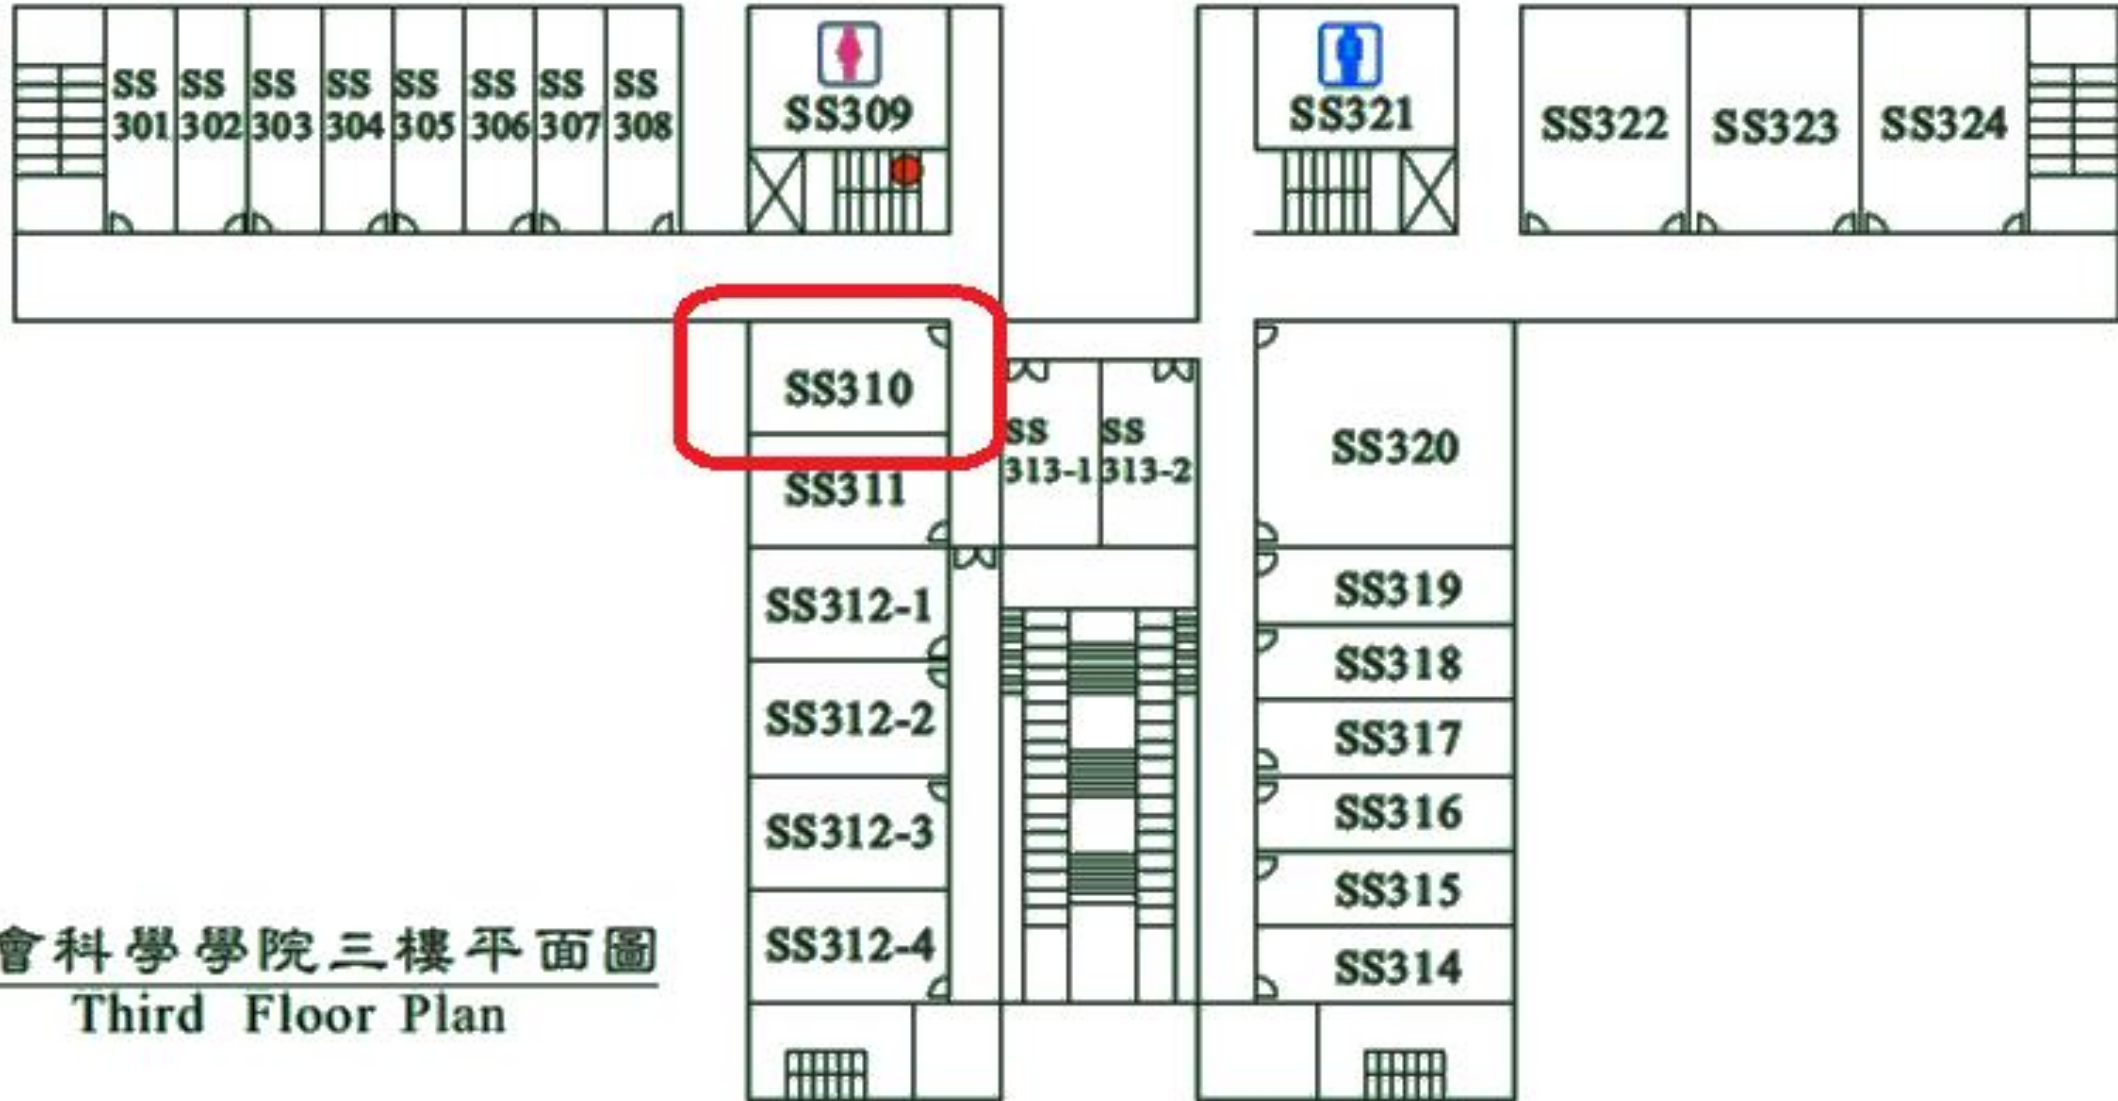 SS 301
SS 302
SS 303
SS 304
SS 305
SS 306
SS 307
SS 308
SS309
SS321
SS322
SS323
SS324
SS310
SS311
SS 313-1
SS 313-2
SS320
SS312-1
SS312-2
SS312-3
SS312-4
SS319
SS318
SS317
SS316
SS315
SS314
會科學學院三樓平面圖
Third Floor Plan